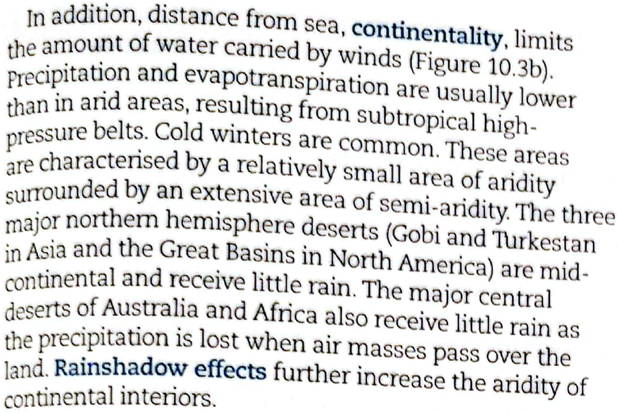 In addition, distance from sea, continentality, limits
the amount of water carried by winds (Figure 10.3b).
Precipitation and evapotranspiration are usually lower
than in arid areas, resulting from subtropical high-
pressure belts. Cold winters are common. These areas
are characterised by a relatively small area of aridity
surrounded by an extensive area of semi-aridity. The three
major northern hemisphere deserts (Gobi and Turkestan
in Asia and the Great Basins in North America) are mid-
continental and receive little rain. The major central
deserts of Australia and Africa also receive little rain as
the precipitation is lost when air masses pass over the
land. Rainshadow effects further increase the aridity of
continental interiors.